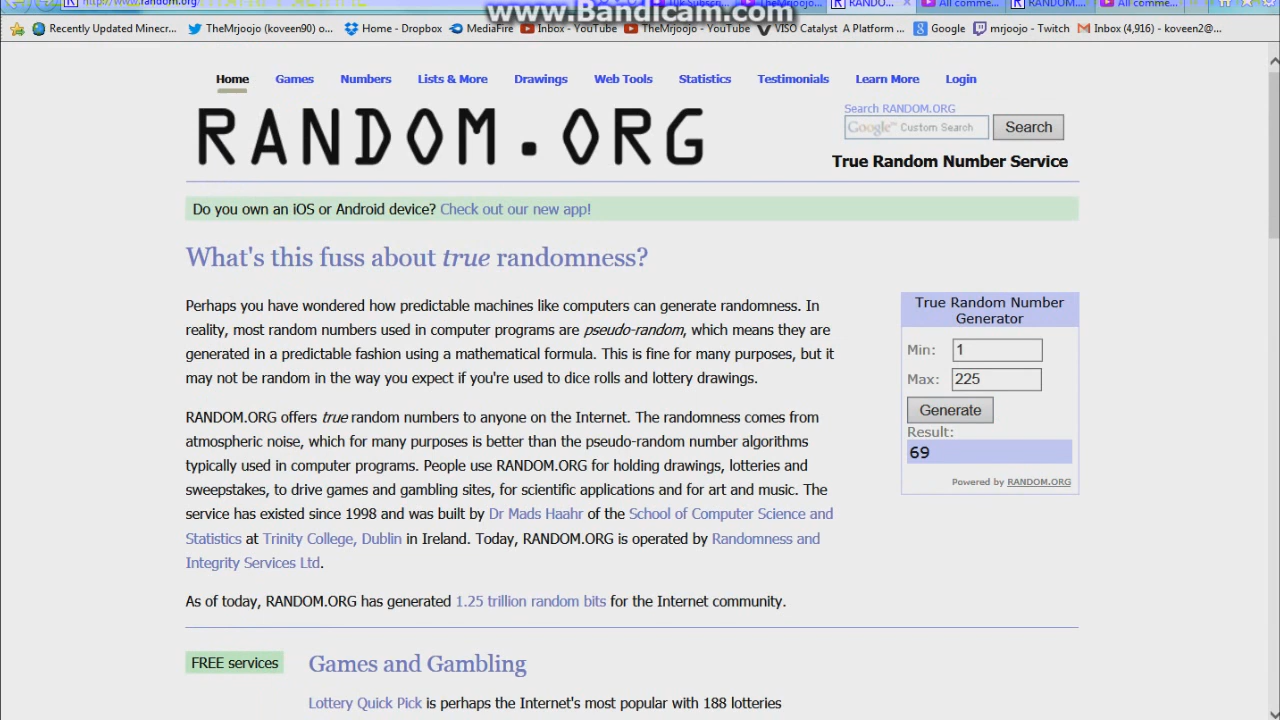 www.Bandicam.com
http://www.random.org/
RANDO...
All comme...
RANDOM....
All comme...
Recently Updated Minecr...
TheMrjoojo (koveen90) o...
Home - Dropbox
MediaFire
Inbox - YouTube
TheMrjoojo - YouTube
VISO Catalyst A Platform ...
Google
mrjoojo - Twitch
Inbox (4,916) - koveen2@...
Home
Games
Numbers
Lists & More
Drawings
Web Tools
Statistics
Testimonials
Learn More
Login
RANDOM.ORG
Search RANDOM.ORG
Google™ Custom Search
Search
True Random Number Service
Do you own an iOS or Android device? Check out our new app!
What's this fuss about true randomness?
Perhaps you have wondered how predictable machines like computers can generate randomness. In
reality, most random numbers used in computer programs are pseudo-random, which means they are
generated in a predictable fashion using a mathematical formula. This is fine for many purposes, but it
may not be random in the way you expect if you're used to dice rolls and lottery drawings.
RANDOM.ORG offers true random numbers to anyone on the Internet. The randomness comes from
atmospheric noise, which for many purposes is better than the pseudo-random number algorithms
typically used in computer programs. People use RANDOM.ORG for holding drawings, lotteries and
sweepstakes, to drive games and gambling sites, for scientific applications and for art and music. The
service has existed since 1998 and was built by Dr Mads Haahr of the School of Computer Science and
Statistics at Trinity College, Dublin in Ireland. Today, RANDOM.ORG is operated by Randomness and
Integrity Services Ltd.
As of today, RANDOM.ORG has generated 1.25 trillion random bits for the Internet community.
True Random Number
Generator
Min: 1
Max: 225
Generate
Result:
69
Powered by RANDOM.ORG
FREE services
Games and Gambling
Lottery Quick Pick is perhaps the Internet's most popular with 188 lotteries